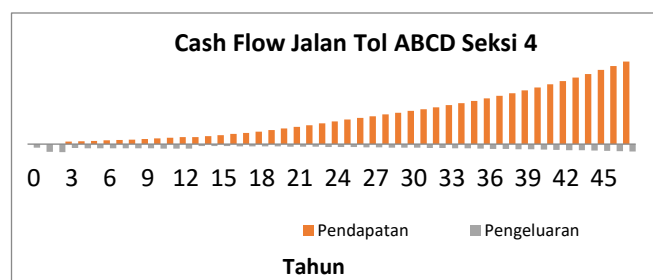 Cash Flow Jalan Tol ABCD Seksi 4
0 3 6 9 12 15 18 21 24 27 30 33 36 39 42 45
Pendapatan Pengeluaran
Tahun